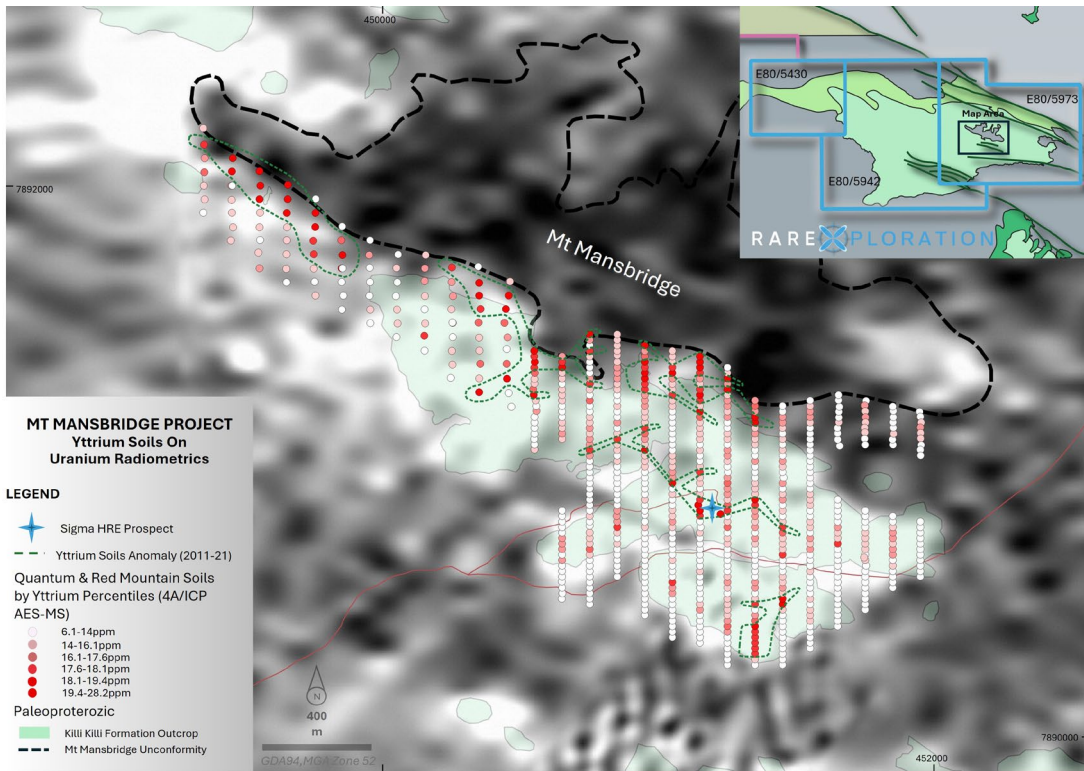 450000
E80/5430
E80/5973
Map Area
7892000
E80/5942
RARE XPLORATION
Mt Mansbridge
MT MANSBRIDGE PROJECT
Yttrium Soils On
Uranium Radiometrics
LEGEND
Sigma HRE Prospect
Yttrium Soils Anomaly (2011-21)
Quantum & Red Mountain Soils
by Yttrium Percentiles (4A/ICP
AES-MS)
6.1-14ppm
14-16.1ppm
16.1-17.6ppm
17.6-18.1ppm
18.1-19.4ppm
19.4-28.2ppm
Paleoproterozic
Killi Killi Formation Outcrop
Mt Mansbridge Unconformity
N
400
m
GDA94,MGA Zone 52
7890000
452000